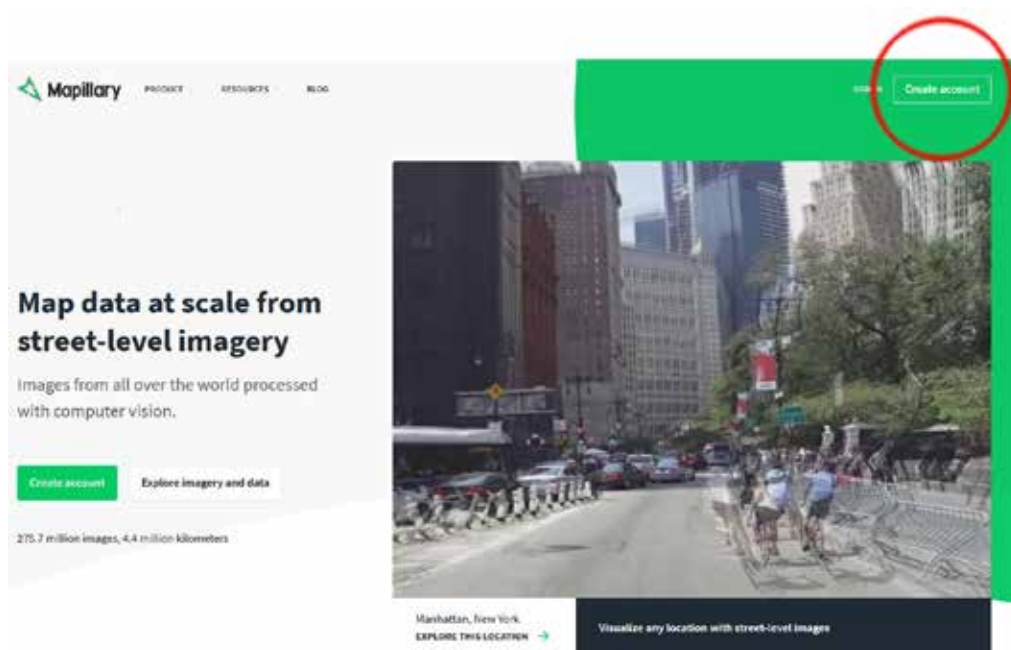 Mapillary PRODUCT RESOURCES BLOG Create account
Map data at scale from
street-level imagery
Images from all over the world processed
with computer vision.
Create account Explore imagery and data
275.7 million images, 4.4 million kilometers
Manhattan, New York
EXPLORE THIS LOCATION
Visualize any location with street-level images